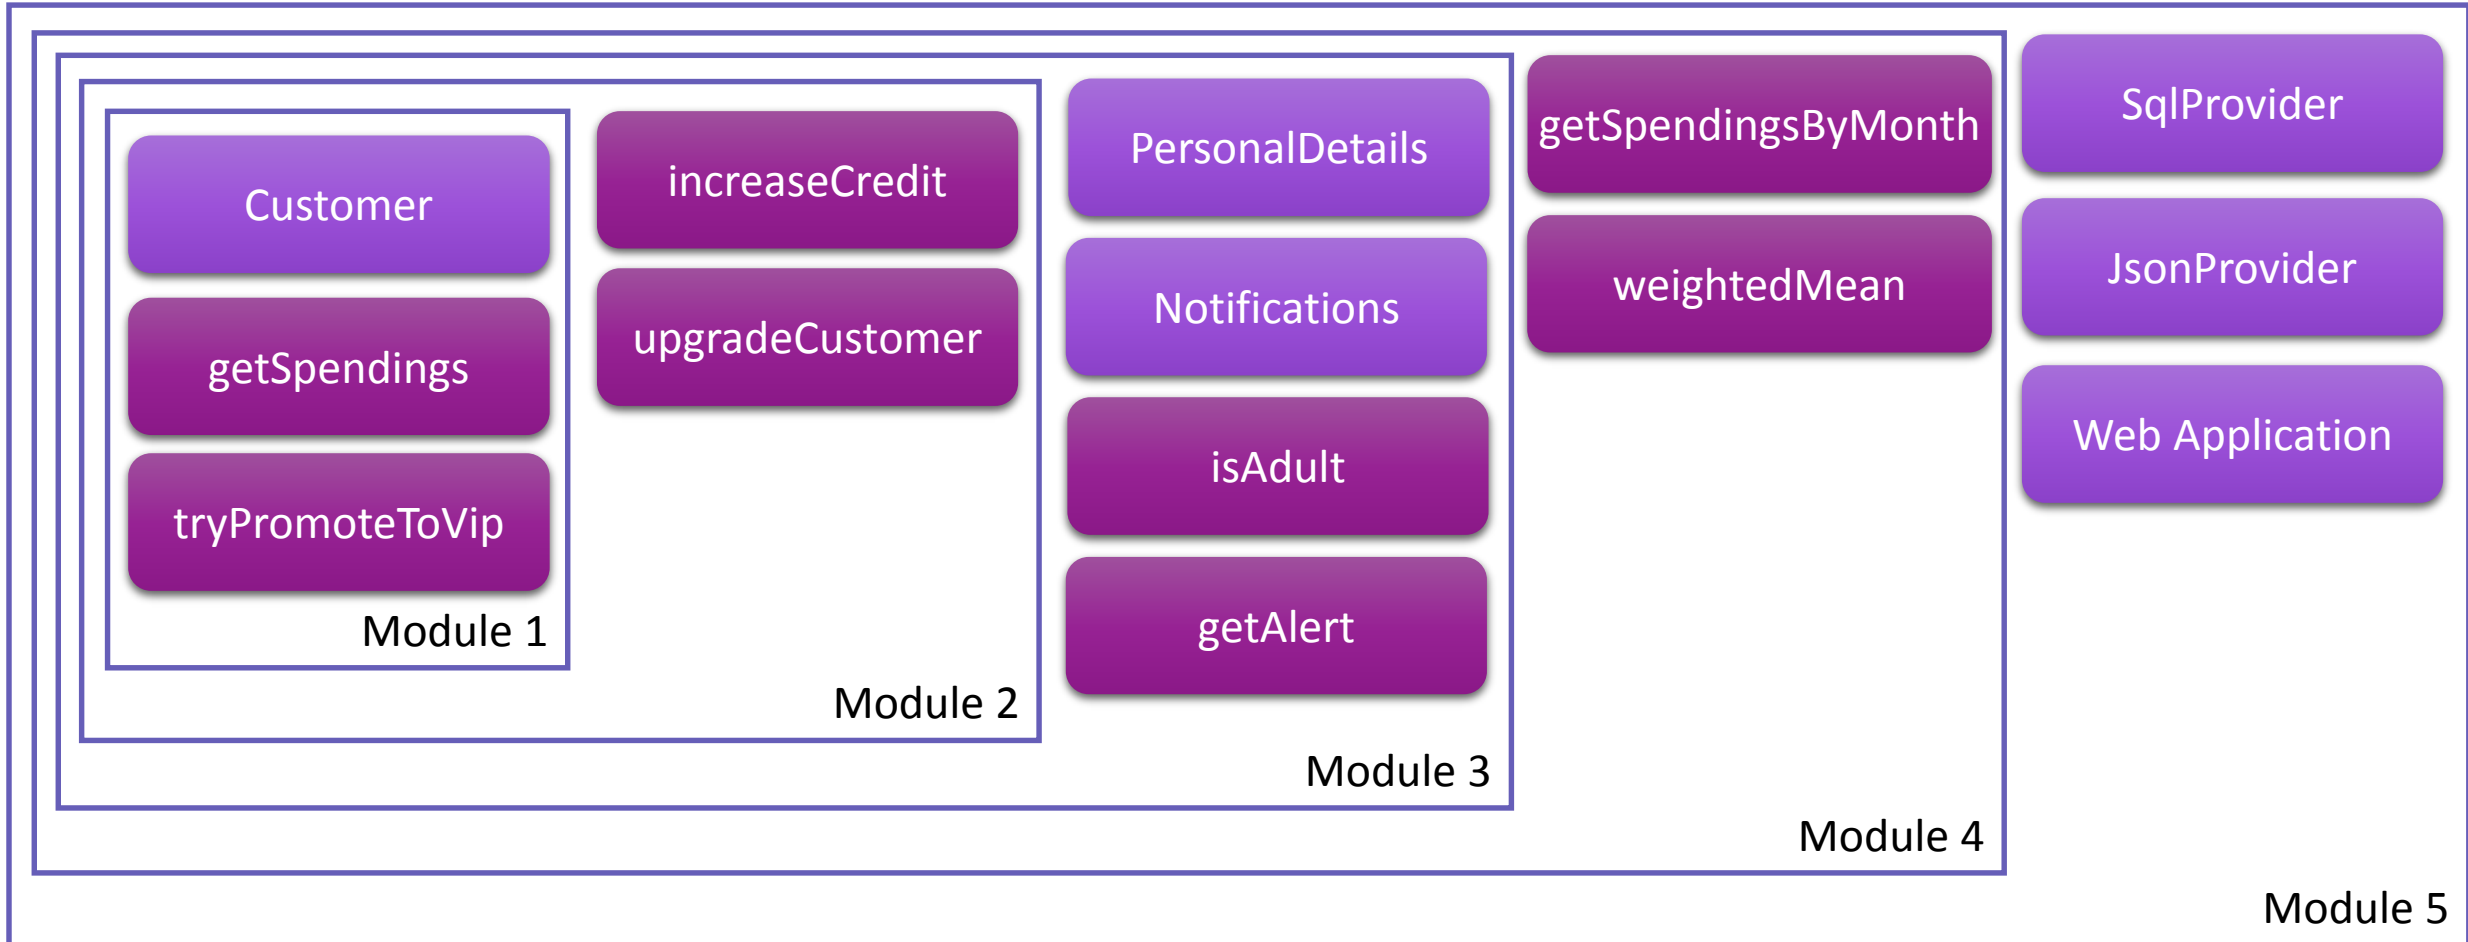 Customer
getSpendings
tryPromoteToVip
Module 1
increaseCredit
upgradeCustomer
Module 2
PersonalDetails
Notifications
isAdult
getAlert
Module 3
getSpendingsByMonth
weightedMean
Module 4
SqlProvider
JsonProvider
Web Application
Module 5